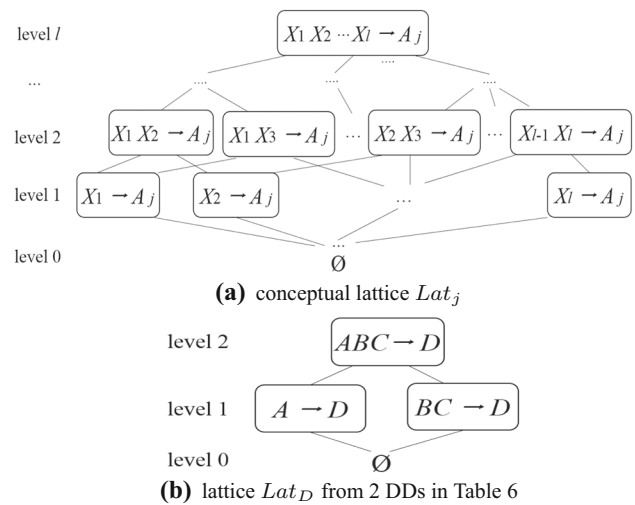 level l X1 X2 ··· Xl → Aj
... .... .... .... ....
level 2 X1 X2 → Aj X1 X3 → Aj ... X2 X3 → Aj ... Xl-1 Xl → Aj
level 1 X1 → Aj X2 → Aj ... Xl → Aj
...
level 0 Ø
(a) conceptual lattice Latj
level 2 ABC → D
level 1 A → D BC → D
level 0 Ø
(b) lattice LatD from 2 DDs in Table 6